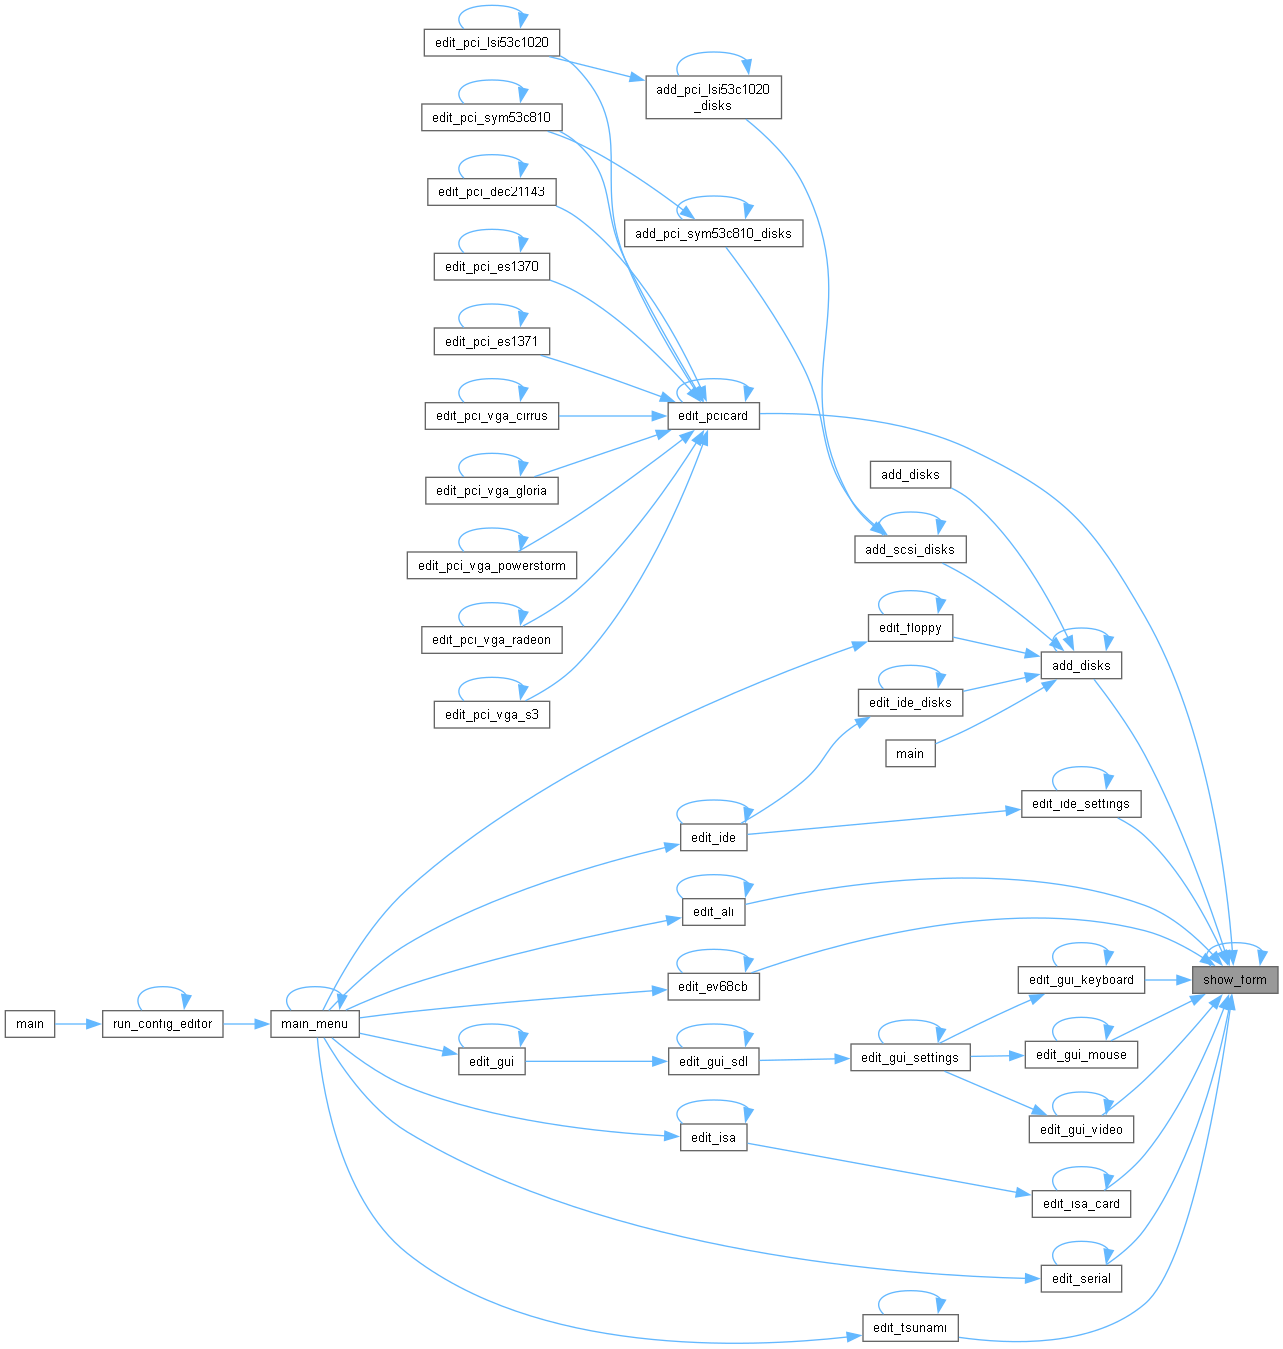 edit_pci_lsi53c1020
add_pci_lsi53c1020
_disks
edit_pci_sym53c810
edit_pci_dec21143
add_pci_sym53c810_disks
edit_pci_es1370
edit_pci_es1371
edit_pci_vga_cirrus
edit_pcicard
add_disks
edit_pci_vga_gloria
add_scsi_disks
edit_pci_vga_powerstorm
edit_floppy
edit_pci_vga_radeon
add_disks
edit_ide_disks
edit_pci_vga_s3
main
edit_ide_settings
edit_ide
edit_ali
edit_gui_keyboard
show_form
edit_ev68cb
main
run_config_editor
main_menu
edit_gui
edit_gui_sdl
edit_gui_settings
edit_gui_mouse
edit_gui_video
edit_isa
edit_isa_card
edit_serial
edit_tsunami